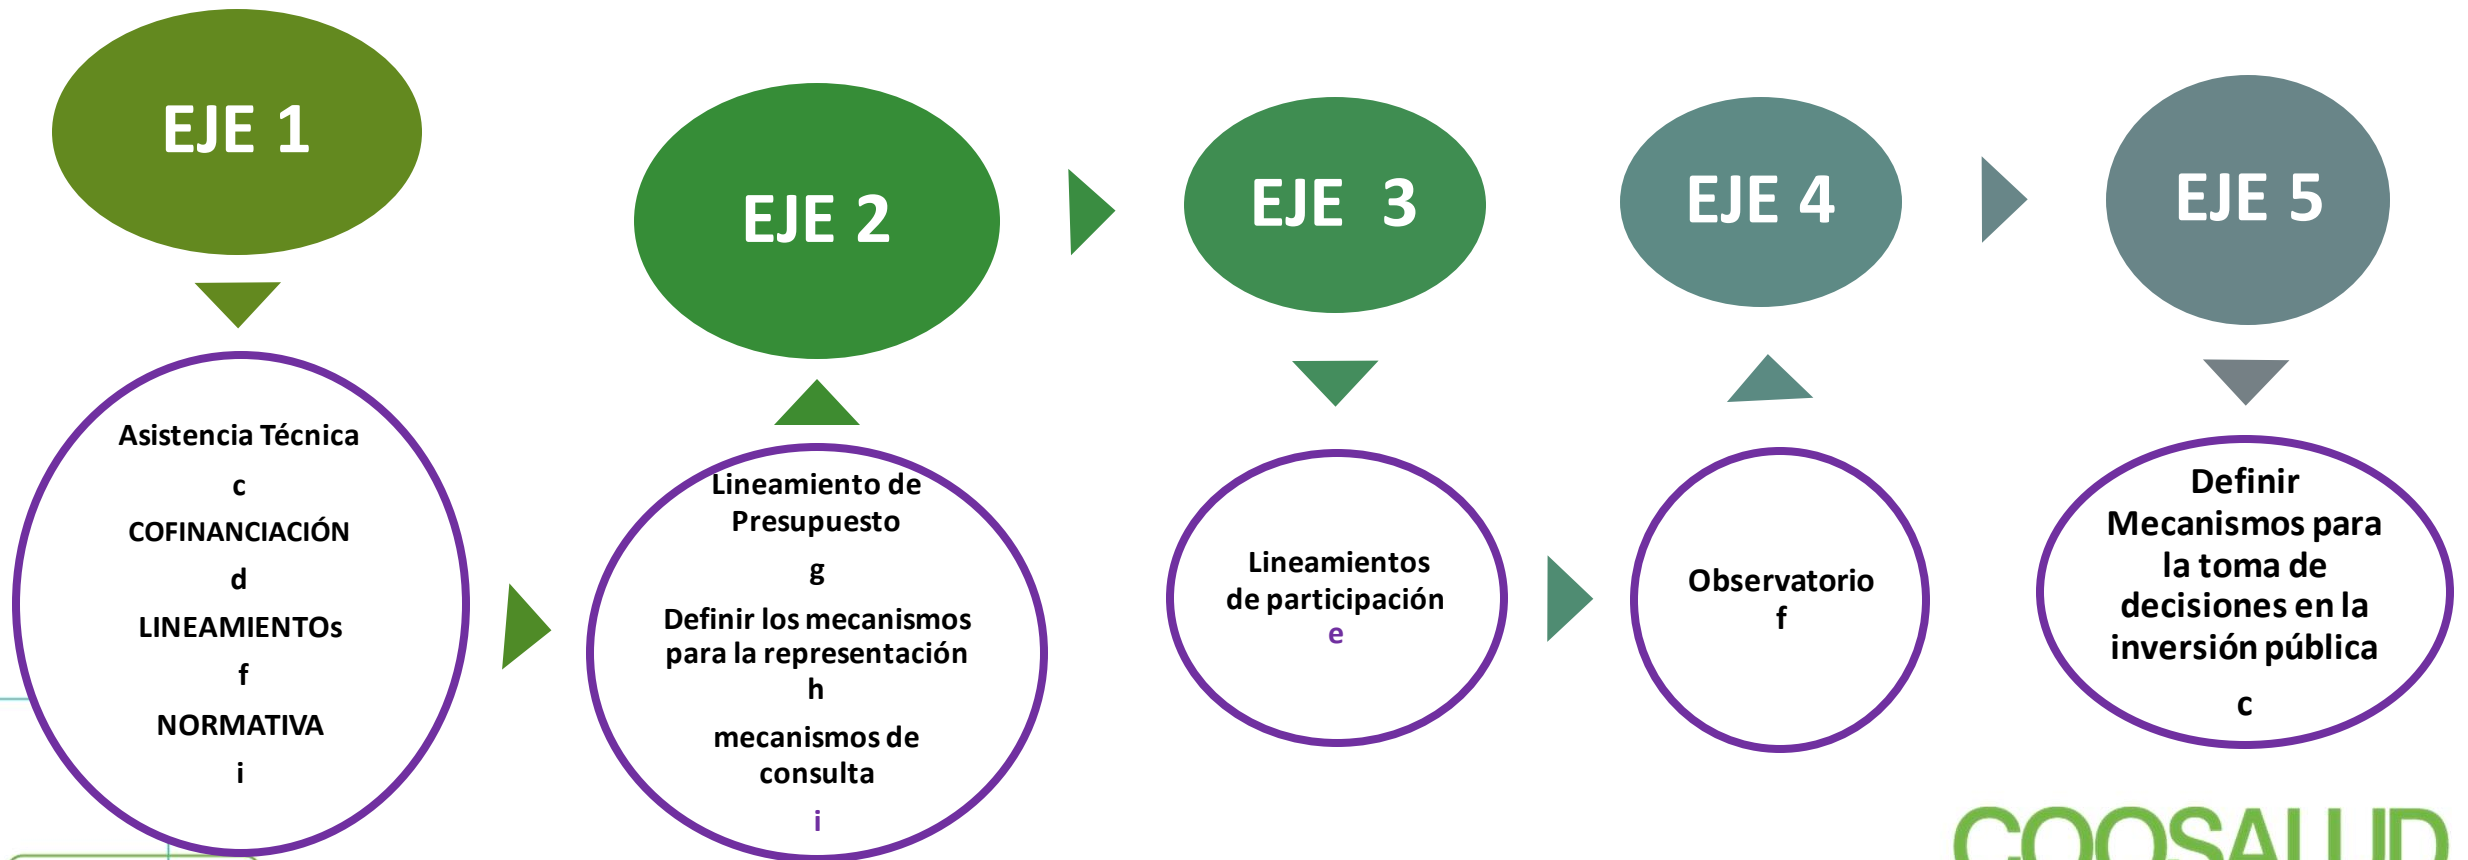 EJE 1
Asistencia Técnica
c
COFINANCIACIÓN
d
LINEAMIENTOs
f
NORMATIVA
i
EJE 2
Lineamiento de
Presupuesto
g
Definir los mecanismos
para la representación
h
mecanismos de
consulta
i
EJE 3
Lineamientos
de participación
e
EJE 4
Observatorio
f
EJE 5
Definir
Mecanismos para
la toma de
decisiones en la
inversión pública
c
COOSALUD